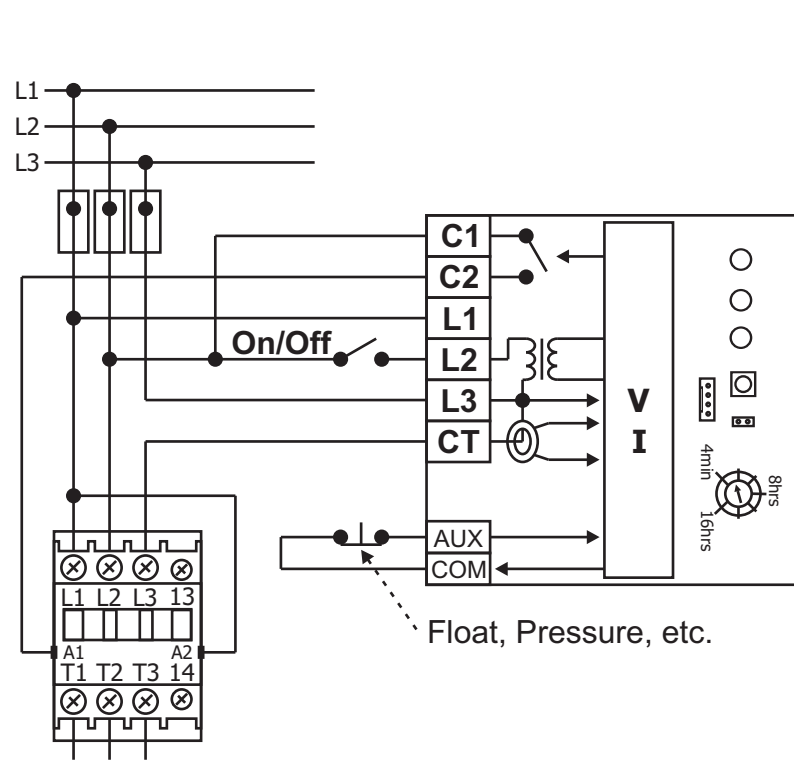 L1
L2
L3
C1
C2
L1
On/Off
L2
L3
CT
V
I
4min
8hrs
16hrs
AUX
COM
L1 L2 L3 13
A1 A2
T1 T2 T3 14
Float, Pressure, etc.